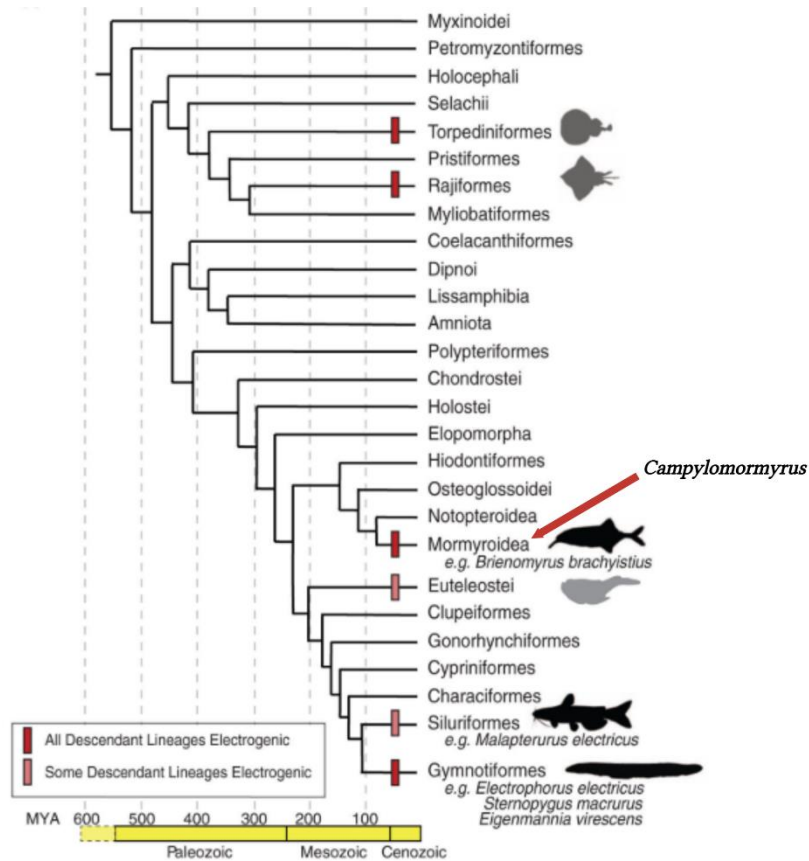 Myxinoidei
Petromyzontiformes
Holocephali
Selachii
Torpediniformes
Pristiformes
Rajiformes
Myliobatiformes
Coelacanthiformes
Dipnoi
Lissamphibia
Amniota
Polypteriformes
Chondrostei
Holostei
Elopomorpha
Hiodontiformes
Campylomormyrus
Osteoglossoidei
Notopteroidea
Mormyroidea
e.g. Brienomyrus brachyistius
Euteleostei
Clupeiformes
Gonorhynchiformes
Cypriniformes
Characiformes
Siluriformes
e.g. Malapterurus electricus
Gymnotiformes
e.g. Electrophorus electricus
Sternopygus macrurus
Eigenmannia virescens
All Descendant Lineages Electrogenic
Some Descendant Lineages Electrogenic
MYA 600 500 400 300 200 100
Paleozoic Mesozoic Cenozoic